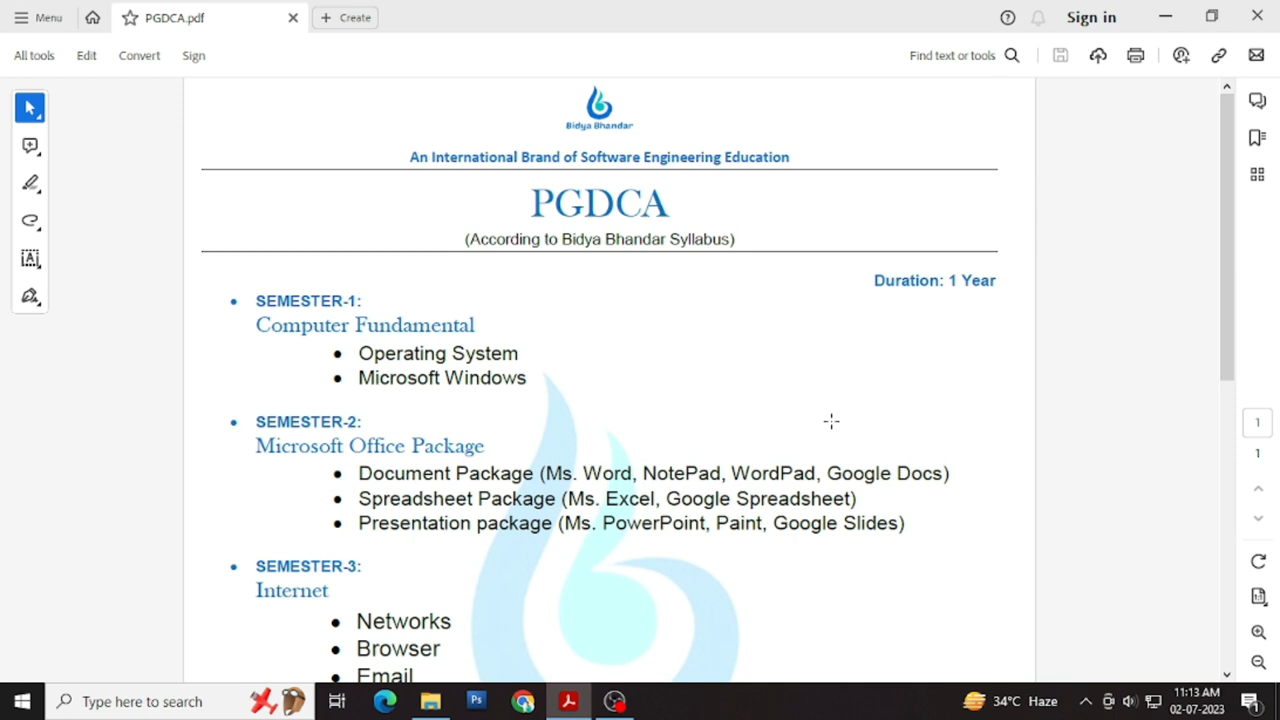 Menu
PGDCA.pdf
Create
Sign in
All tools
Edit
Convert
Sign
Find text or tools
Bidya Bhandar
An International Brand of Software Engineering Education
PGDCA
(According to Bidya Bhandar Syllabus)
Duration: 1 Year
SEMESTER-1:
Computer Fundamental
Operating System
Microsoft Windows
SEMESTER-2:
Microsoft Office Package
Document Package (Ms. Word, NotePad, WordPad, Google Docs)
Spreadsheet Package (Ms. Excel, Google Spreadsheet)
Presentation package (Ms. PowerPoint, Paint, Google Slides)
SEMESTER-3:
Internet
Networks
Browser
Email
1
1
Type here to search
Ps
34°C Haze
11:13 AM
02-07-2023
1